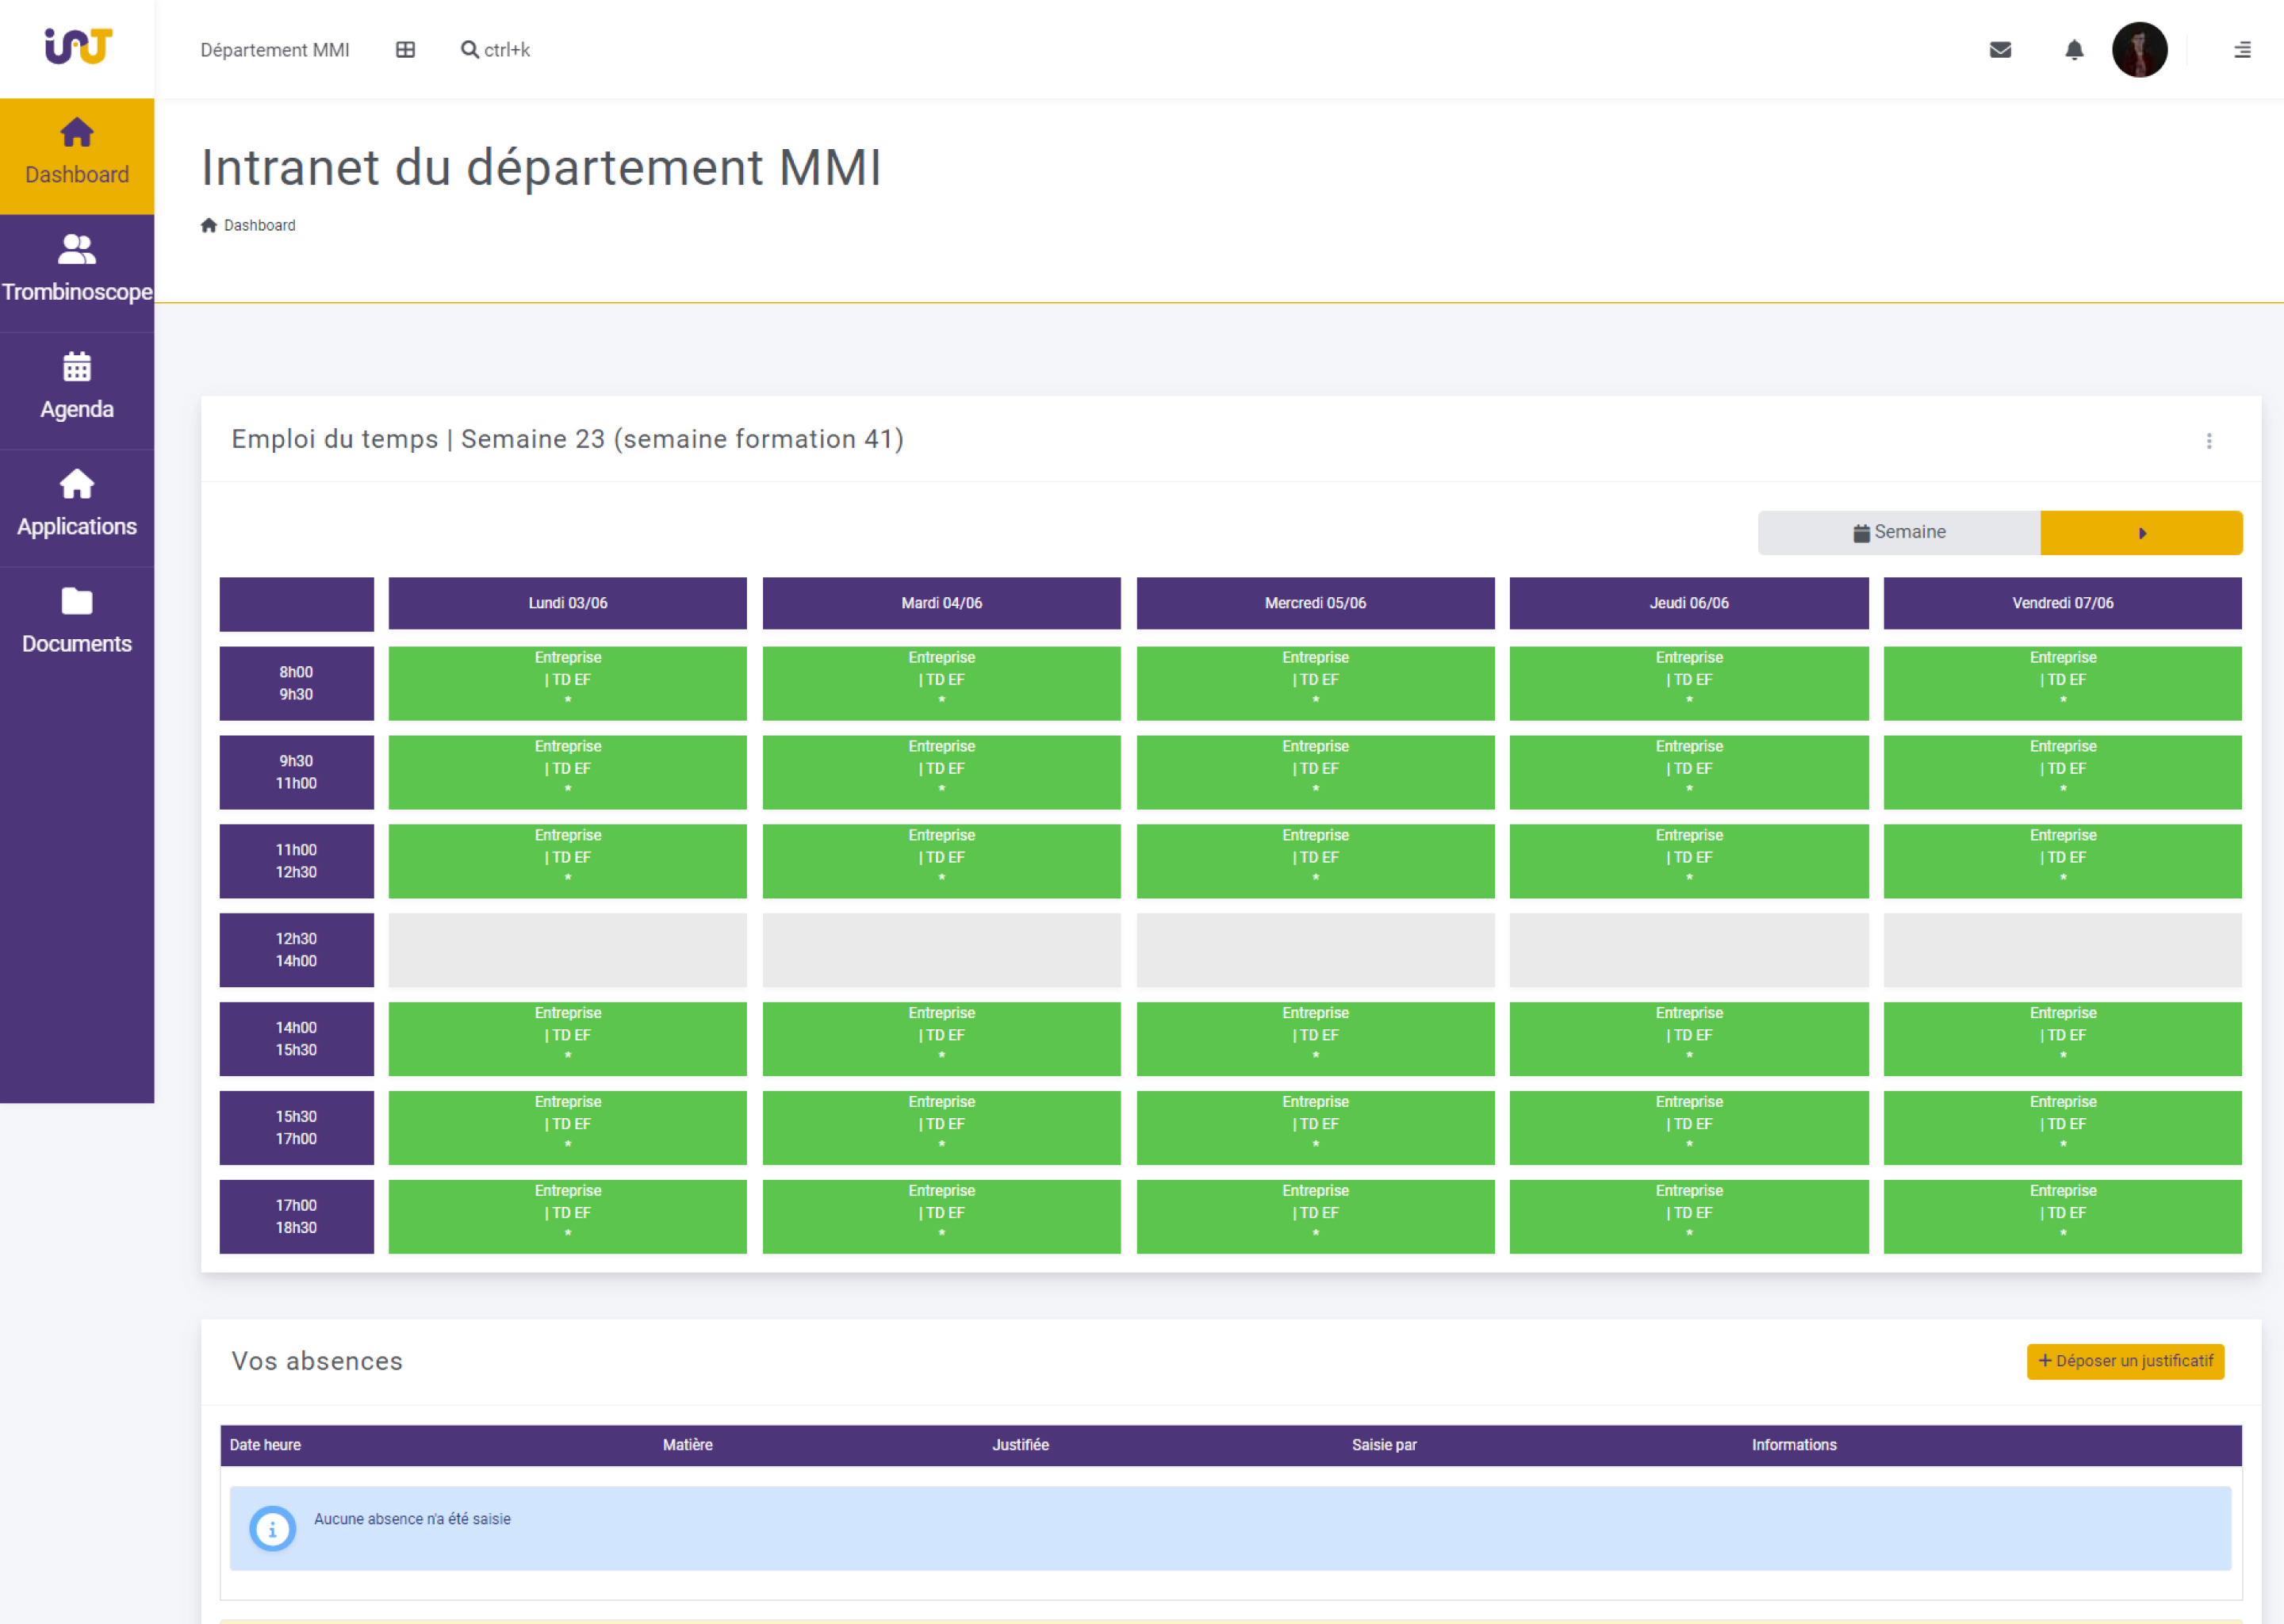 Département MMI
ctrl+k
Dashboard
Trombinoscope
Agenda
Applications
Documents
Intranet du département MMI
Dashboard
Emploi du temps | Semaine 23 (semaine formation 41)
Semaine
Lundi 03/06 Mardi 04/06 Mercredi 05/06 Jeudi 06/06 Vendredi 07/06
8h00 Entreprise Entreprise Entreprise Entreprise Entreprise
9h30 | TD EF | TD EF | TD EF | TD EF | TD EF
* * * * *
9h30 Entreprise Entreprise Entreprise Entreprise Entreprise
11h00 | TD EF | TD EF | TD EF | TD EF | TD EF
* * * * *
11h00 Entreprise Entreprise Entreprise Entreprise Entreprise
12h30 | TD EF | TD EF | TD EF | TD EF | TD EF
* * * * *
12h30
14h00
14h00 Entreprise Entreprise Entreprise Entreprise Entreprise
15h30 | TD EF | TD EF | TD EF | TD EF | TD EF
* * * * *
15h30 Entreprise Entreprise Entreprise Entreprise Entreprise
17h00 | TD EF | TD EF | TD EF | TD EF | TD EF
* * * * *
17h00 Entreprise Entreprise Entreprise Entreprise Entreprise
18h30 | TD EF | TD EF | TD EF | TD EF | TD EF
* * * * *
Vos absences
+ Déposer un justificatif
Date heure Matière Justifiée Saisie par Informations
Aucune absence n'a été saisie